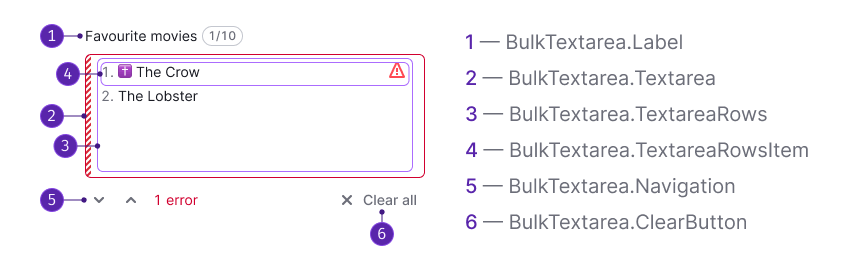 1 Favourite movies 1/10
4 1. ✝️ The Crow
2. The Lobster
2
3
5 1 error Clear all
6
1 — BulkTextarea.Label
2 — BulkTextarea.Textarea
3 — BulkTextarea.TextareaRows
4 — BulkTextarea.TextareaRowsItem
5 — BulkTextarea.Navigation
6 — BulkTextarea.ClearButton